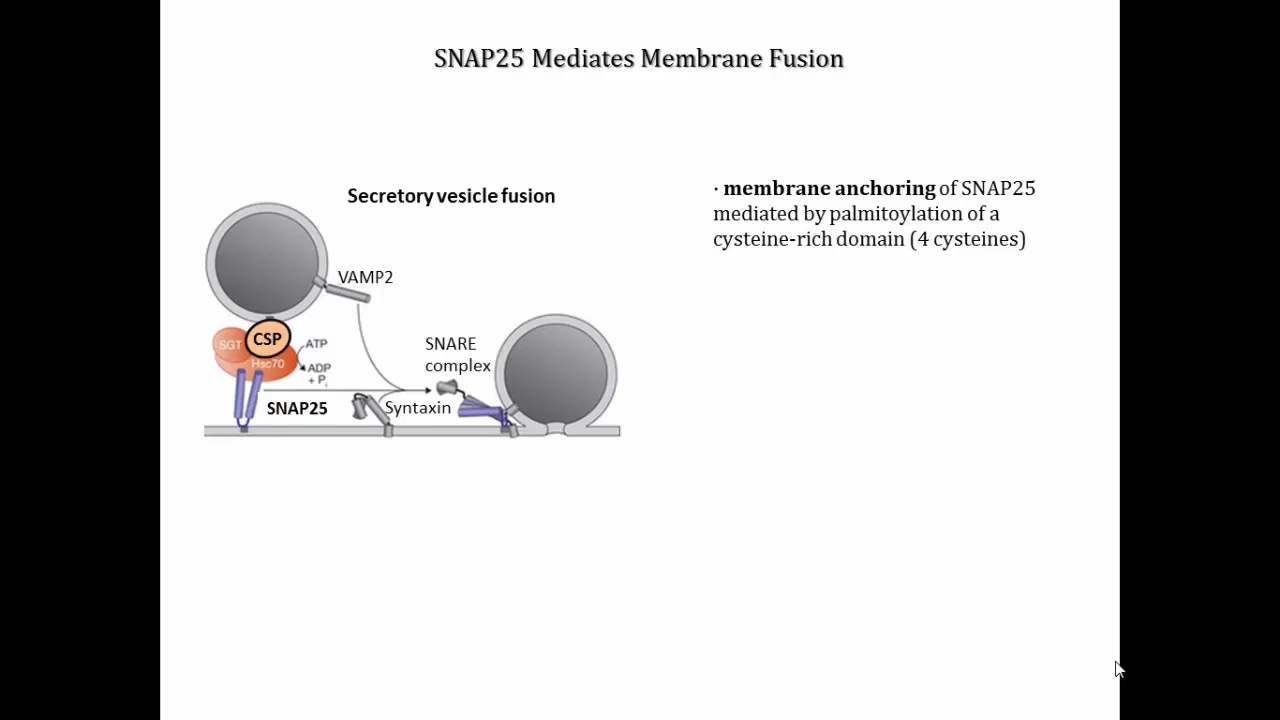 SNAP25 Mediates Membrane Fusion
Secretory vesicle fusion
· membrane anchoring of SNAP25
mediated by palmitoylation of a
cysteine-rich domain (4 cysteines)
VAMP2
SGT
CSP
Hsc70
ATP
ADP
+ Pi
SNARE
complex
SNAP25
Syntaxin